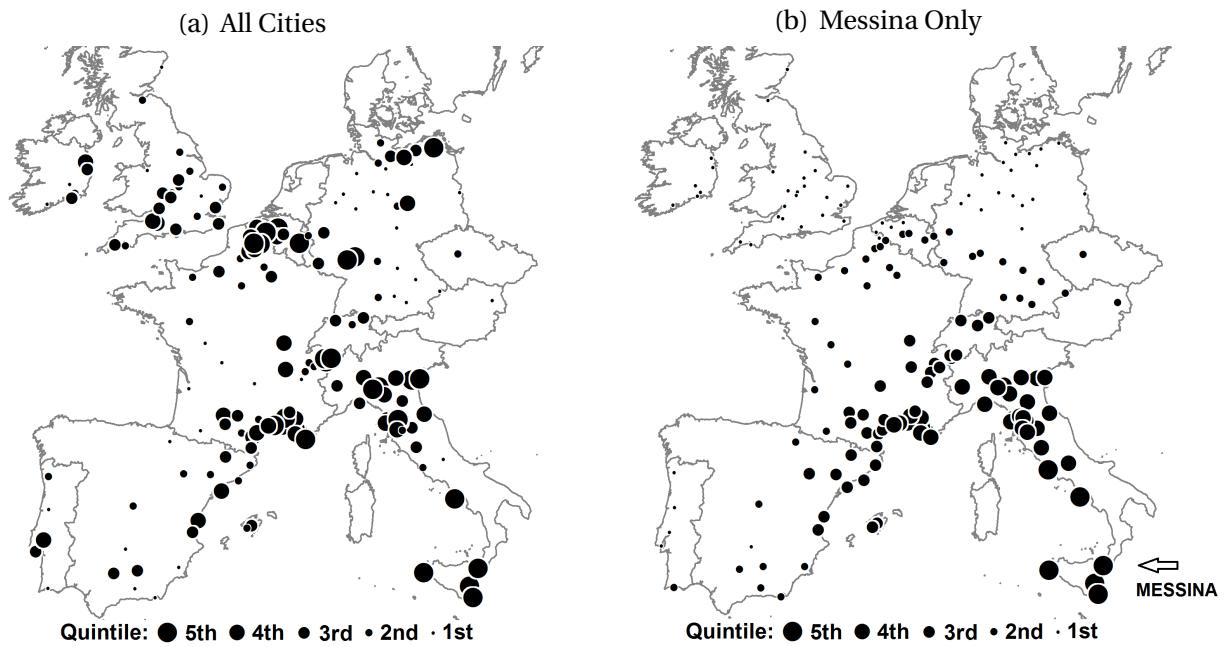 (a) All Cities
(b) Messina Only
MESSINA
Quintile: 5th 4th 3rd 2nd 1st
Quintile: 5th 4th 3rd 2nd 1st